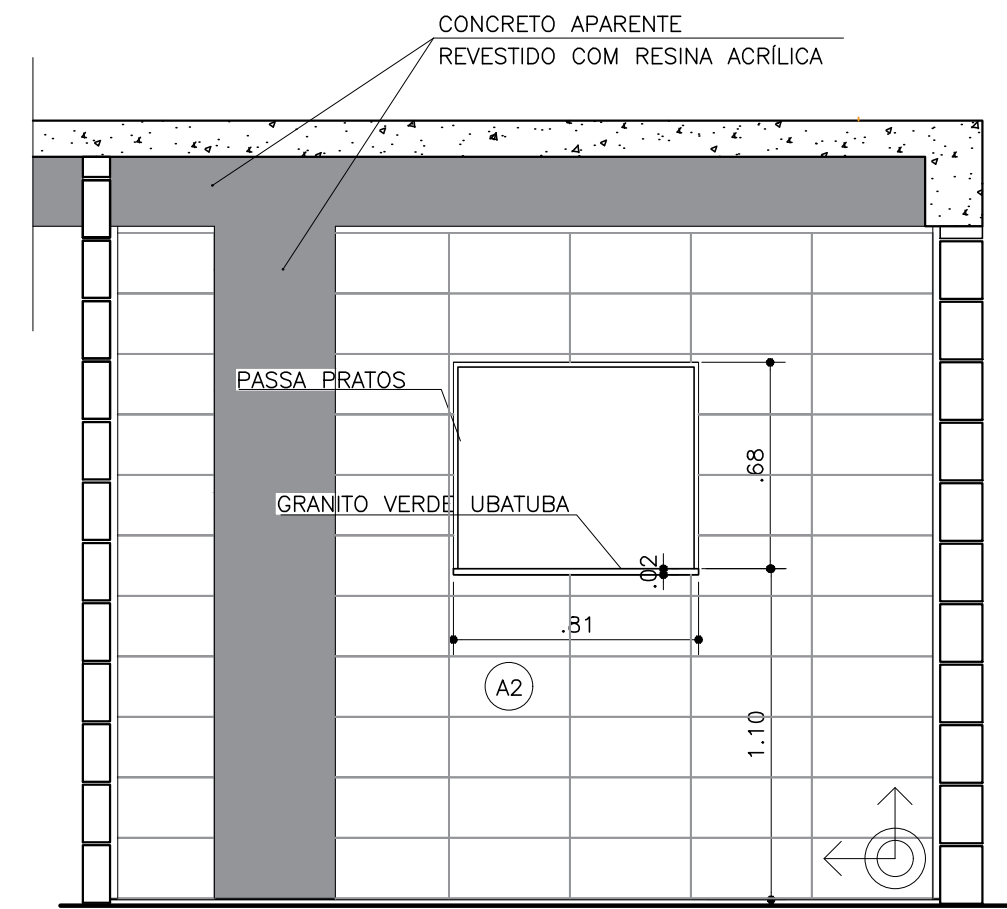 CONCRETO APARENTE
REVESTIDO COM RESINA ACRÍLICA
PASSA PRATOS
.68
GRANITO VERDE UBATUBA
.02
.81
A2
1.10